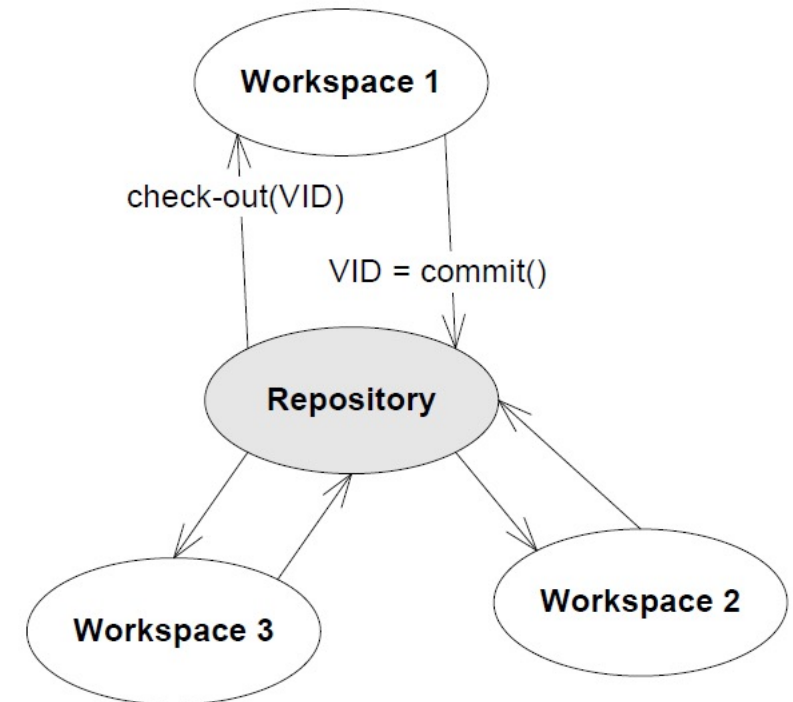 Workspace 1
check-out(VID)
VID = commit()
Repository
Workspace 2
Workspace 3